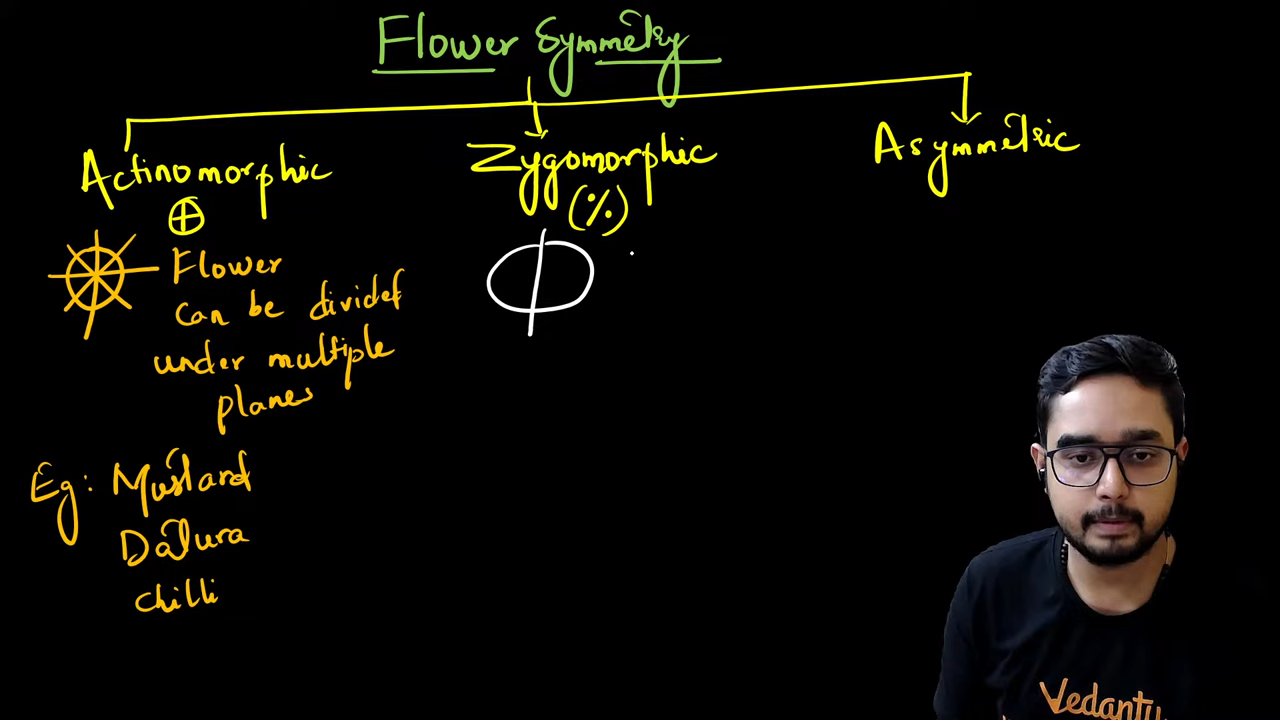 Flower Symmetry
Actinomorphic
Zygomorphic
(%)
Asymmetric
Flower
can be divided
under multiple
planes
Eg: Mustard
Datura
chilli
Vedantu